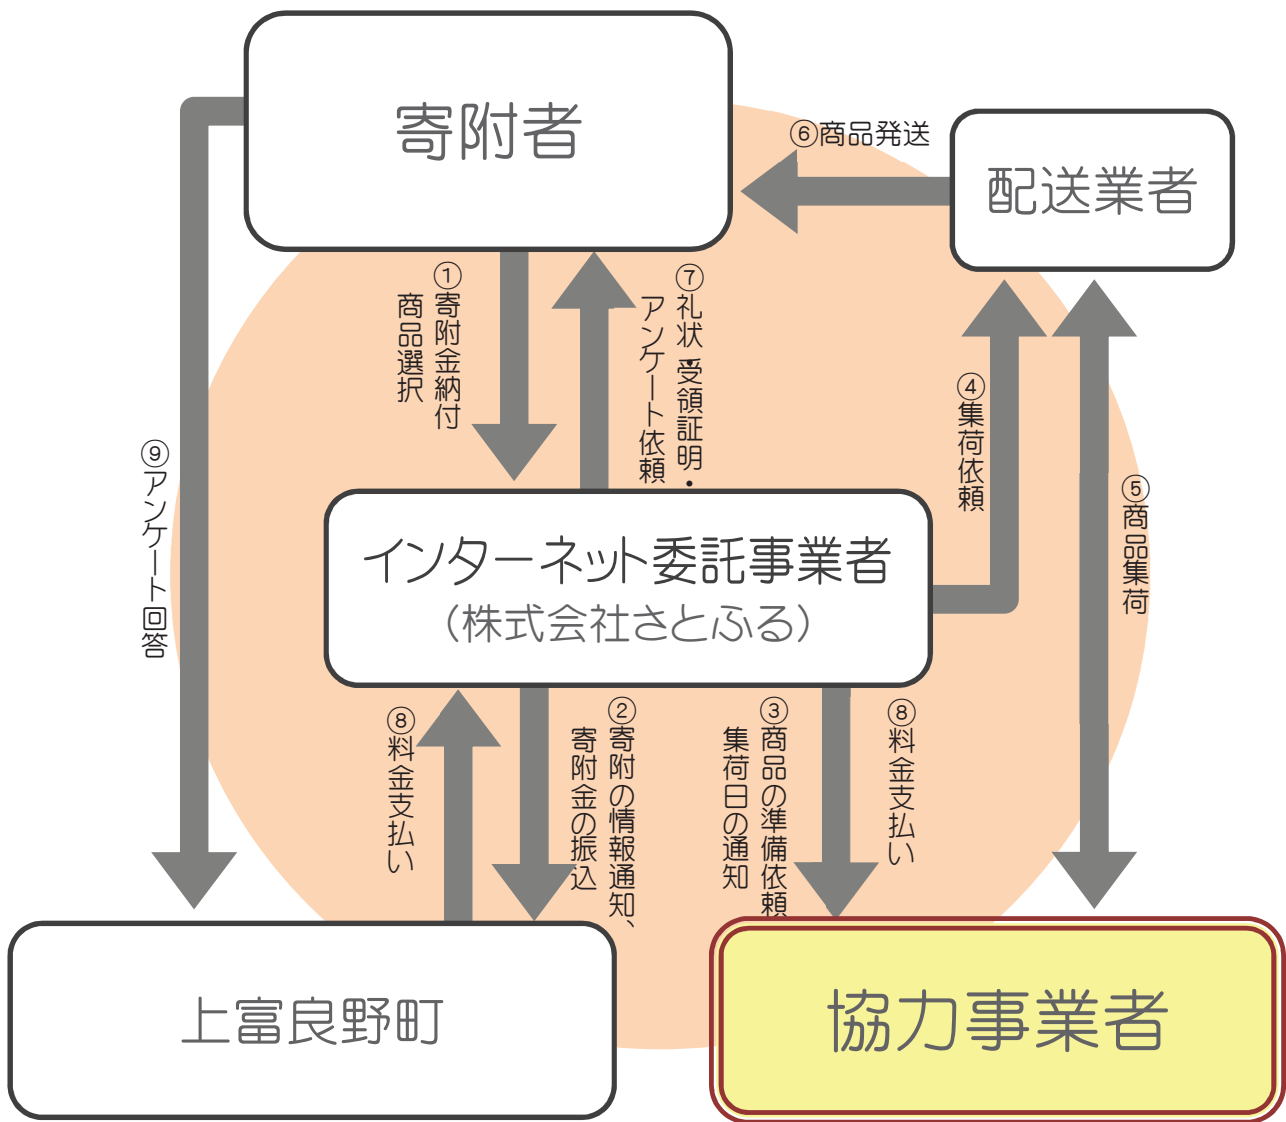 寄附者
⑥商品発送
配送業者
①寄附金納付
商品選択
⑦礼状・受領証明・
アンケート依頼
④集荷依頼
⑤商品集荷
⑨アンケート回答
インターネット委託事業者
（株式会社さとふる）
⑧料金支払い
②寄附の情報通知、
寄附金の振込
③商品の準備依頼
集荷日の通知
⑧料金支払い
上富良野町
協力事業者